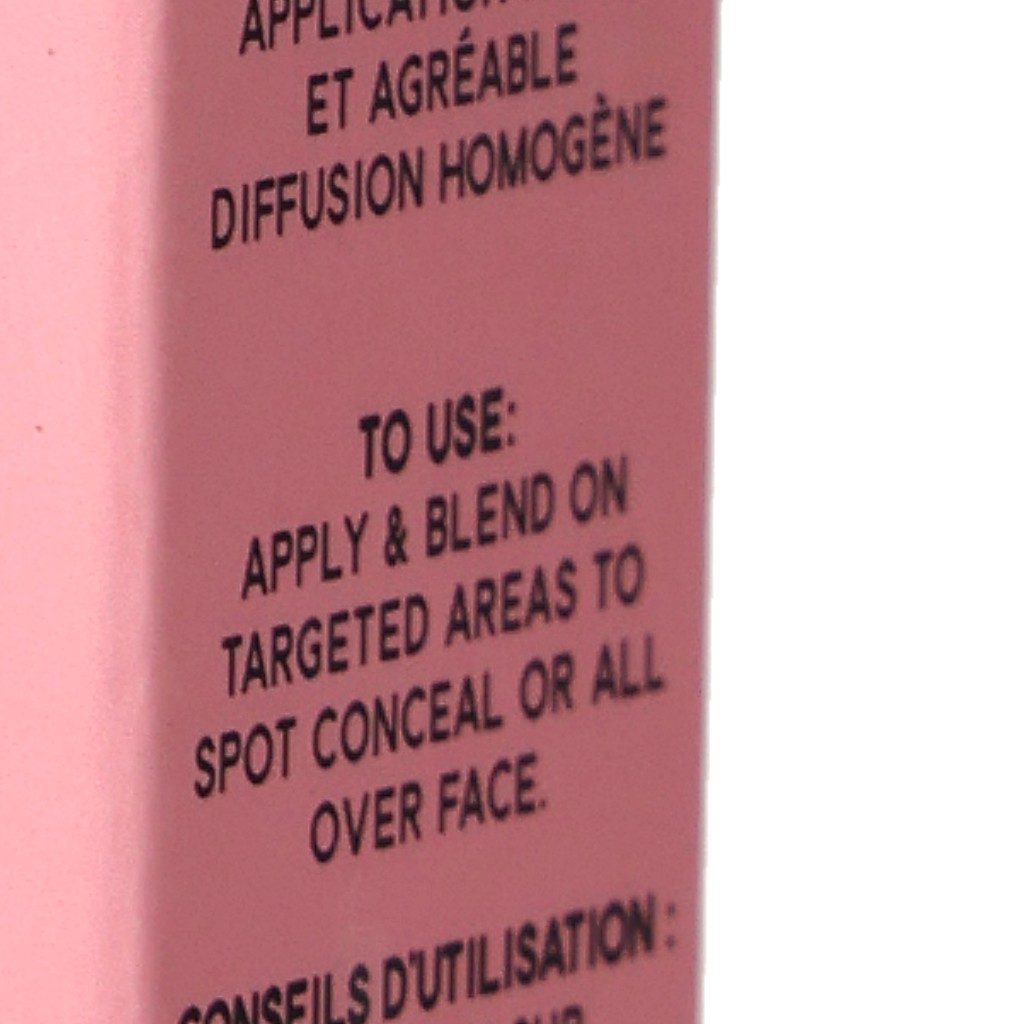 APPLICATION
ET AGRÉABLE
DIFFUSION HOMOGÈNE
TO USE:
APPLY & BLEND ON
TARGETED AREAS TO
SPOT CONCEAL OR ALL
OVER FACE.
CONSEILS D'UTILISATION :